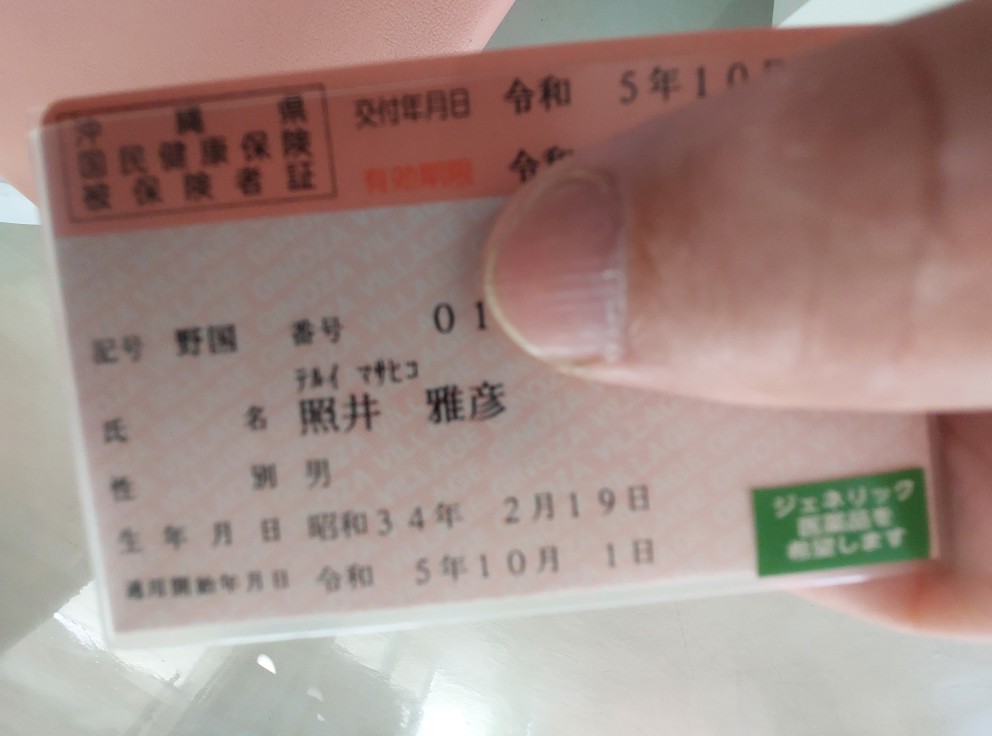 沖縄県
国民健康保険
被保険者証
交付年月日 令和 5年10
有効期限 令和
記号 野国 番号 01
テルイ マサヒコ
氏名 照井 雅彦
性別 男
生年月日 昭和34年 2月19日
適用開始年月日 令和 5年10月 1日
ジェネリック
医薬品を
希望します